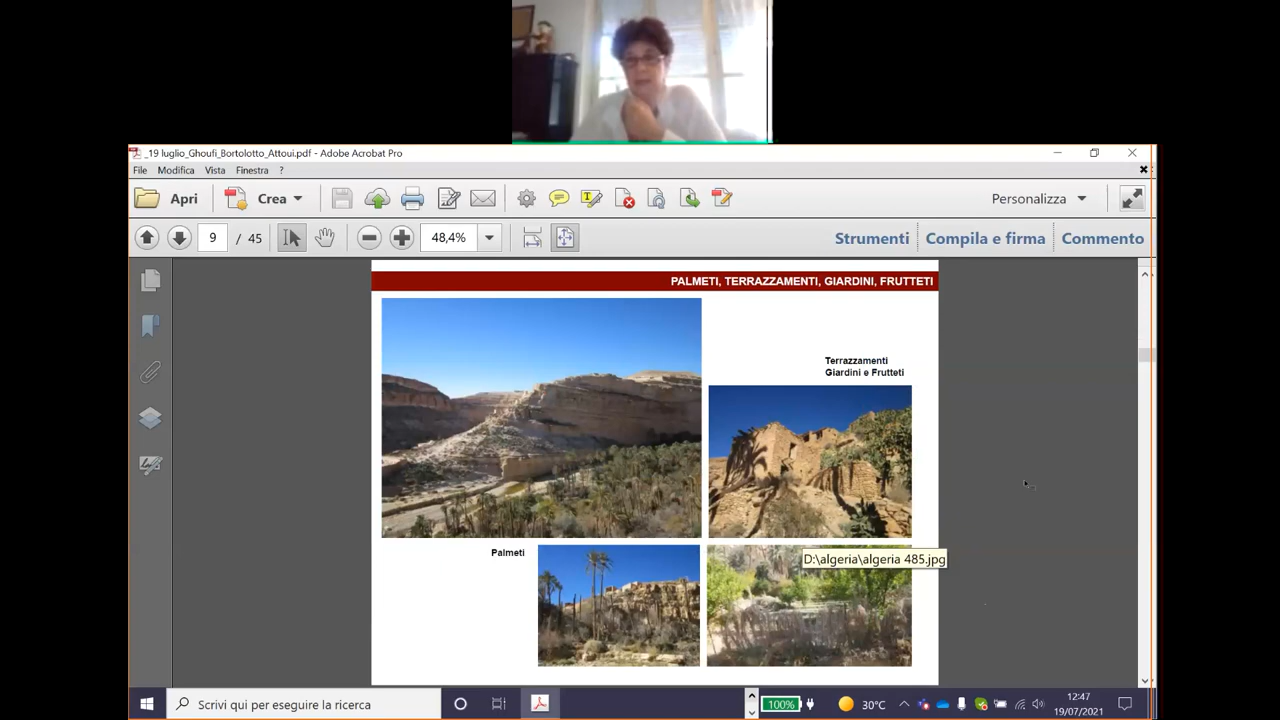 _19 luglio_Ghoufi_Bortolotto_Attoui.pdf - Adobe Acrobat Pro
File Modifica Vista Finestra ?
Apri Crea Personalizza
9 / 45 48,4% Strumenti Compila e firma Commento
PALMETI, TERRAZZAMENTI, GIARDINI, FRUTTETI
Terrazzamenti
Giardini e Frutteti
Palmeti
D:\algeria\algeria 485.jpg
Scrivi qui per eseguire la ricerca
100%
30°C
12:47
19/07/2021